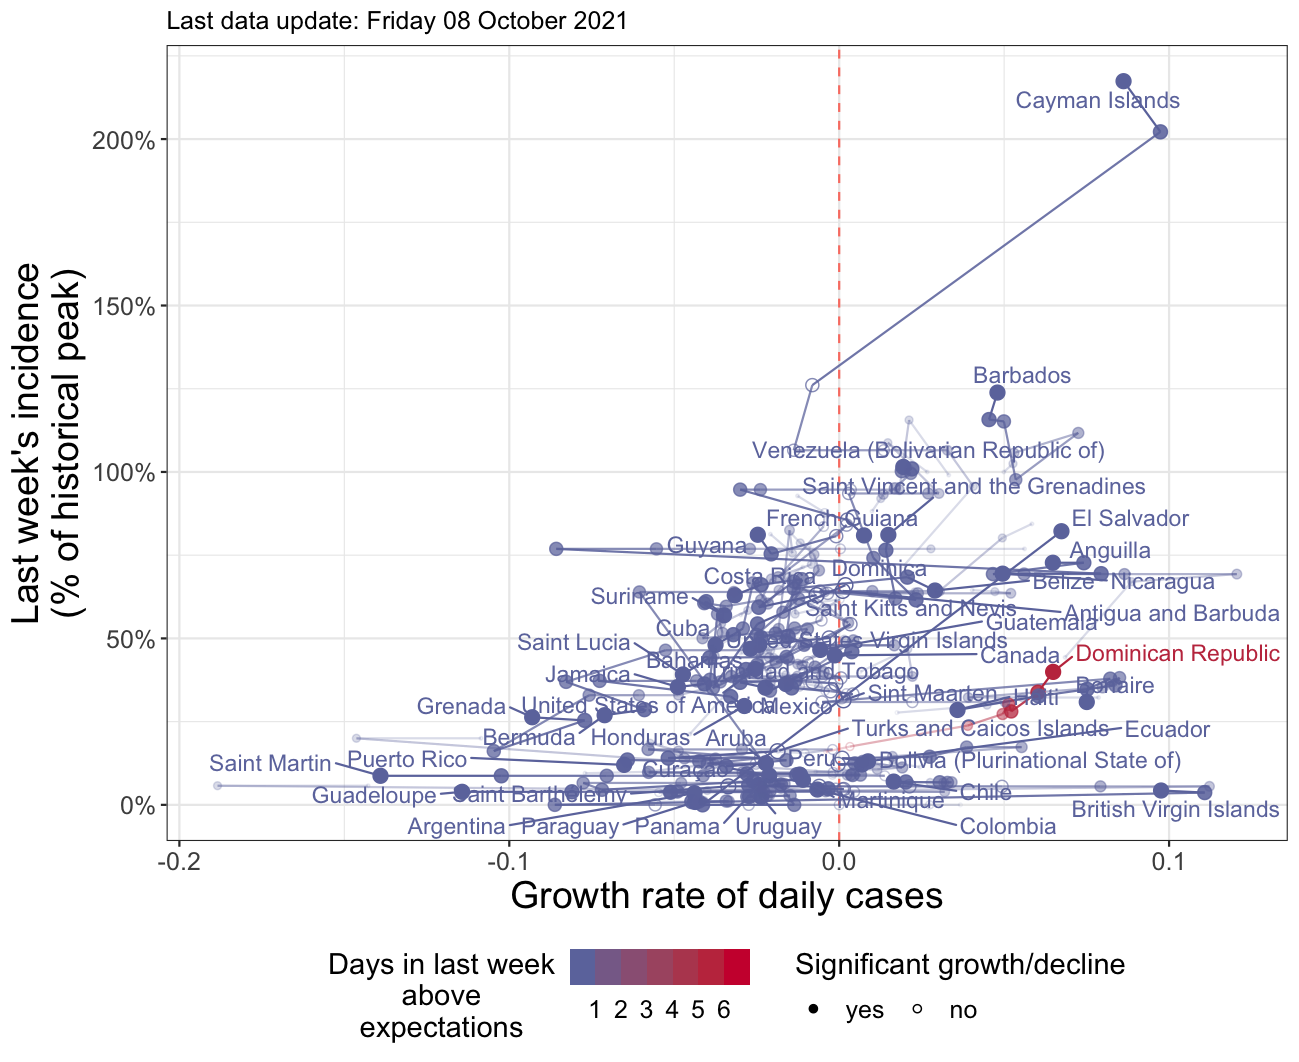 Last data update: Friday 08 October 2021
Last week's incidence
(% of historical peak)
200%
150%
100%
50%
0%
Cayman Islands
Barbados
Venezuela (Bolivarian Republic of)
Saint Vincent and the Grenadines
French Guiana
El Salvador
Guyana
Anguilla
Costa Rica
Dominica
Belize
Nicaragua
Suriname
Saint Kitts and Nevis
Antigua and Barbuda
Guatemala
Cuba
Saint Lucia
United States Virgin Islands
Canada
Dominican Republic
Bahamas
Jamaica
Trinidad and Tobago
Bonaire
Sint Maarten
Haiti
Grenada
United States of America
Mexico
Bermuda
Honduras
Aruba
Turks and Caicos Islands
Ecuador
Saint Martin
Puerto Rico
Peru
Bolivia (Plurinational State of)
Curacao
Guadeloupe
Saint Barthelemy
Martinique
Chile
British Virgin Islands
Argentina
Paraguay
Panama
Uruguay
Colombia
-0.2
-0.1
0.0
0.1
Growth rate of daily cases
Days in last week
above
expectations
1 2 3 4 5 6
Significant growth/decline
yes
no